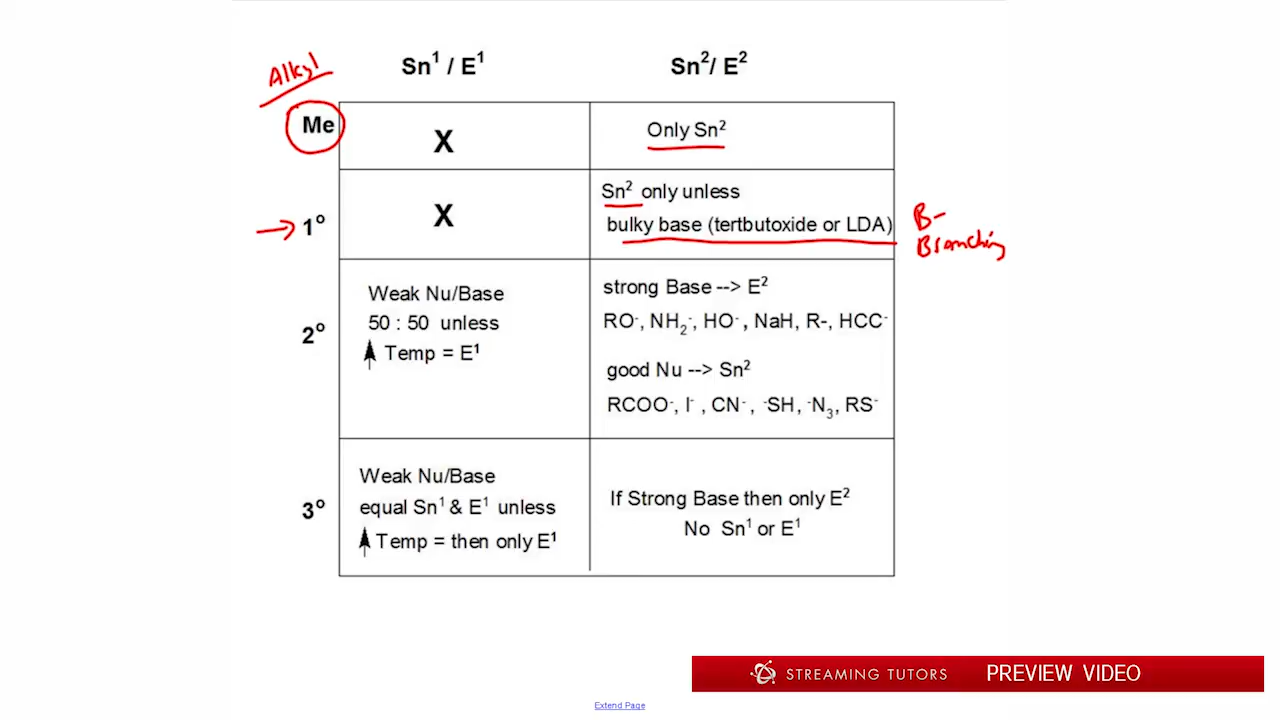 Alkyl
Sn¹ / E¹
Sn²/ E²
Me
X
Only Sn²
1°
X
Sn² only unless
bulky base (tertbutoxide or LDA)
B-
Branching
2°
Weak Nu/Base
50 : 50 unless
↑ Temp = E¹
strong Base --> E²
RO⁻, NH₂⁻, HO⁻, NaH, R-, HCC⁻
good Nu --> Sn²
RCOO⁻, I⁻, CN⁻, ⁻SH, ⁻N₃, RS⁻
3°
Weak Nu/Base
equal Sn¹ & E¹ unless
↑ Temp = then only E¹
If Strong Base then only E²
No Sn¹ or E¹
STREAMING TUTORS PREVIEW VIDEO
Extend Page